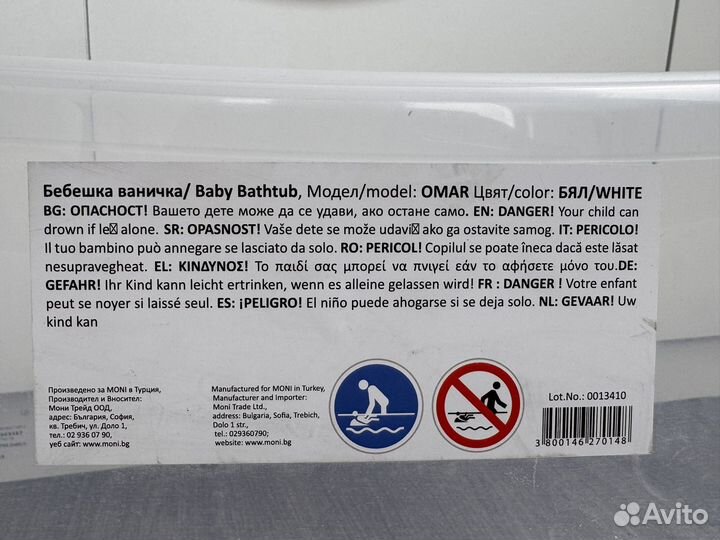 Бебешка ваничка/ Baby Bathtub, Модел/model: OMAR Цвят/color: БЯЛ/WHITE
BG: ОПАСНОСТ! Вашето дете може да се удави, ако остане само. EN: DANGER! Your child can
drown if le☒ alone. SR: OPASNOST! Vaše dete se može udavi☒ ako ga ostavite samog. IT: PERICOLO!
Il tuo bambino può annegare se lasciato da solo. RO: PERICOL! Copilul se poate îneca dacă este lăsat
nesupravegheat. EL: ΚΙΝΔΥΝΟΣ! Το παιδί σας μπορεί να πνιγεί εάν το αφήσετε μόνο του.DE:
GEFAHR! Ihr Kind kann leicht ertrinken, wenn es alleine gelassen wird! FR : DANGER ! Votre enfant
peut se noyer si laissé seul. ES: ¡PELIGRO! El niño puede ahogarse si se deja solo. NL: GEVAAR! Uw
kind kan
Произведено за MONI в Турция,
Производител и Вносител:
Мони Трейд ООД,
адрес: България, София,
кв. Требич, ул. Доло 1,
тел.: 02 936 07 90,
уеб сайт: www.moni.bg
Manufactured for MONI in Turkey,
Manufacturer and Importer:
Moni Trade Ltd.,
address: Bulgaria, Sofia, Trebich,
Dolo 1 str.,
tel.: 029360790;
website: www.moni.bg
Lot.No.: 0013410
3 800146 270148
Avito